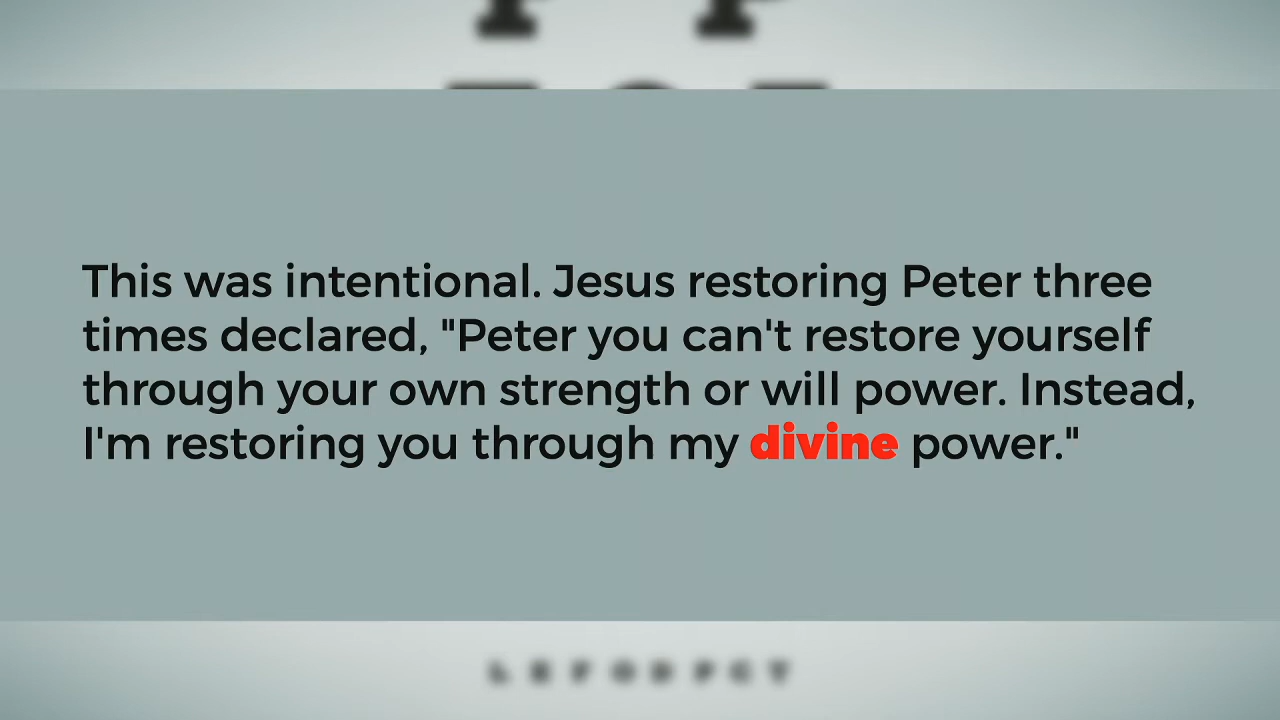 This was intentional. Jesus restoring Peter three
times declared, "Peter you can't restore yourself
through your own strength or will power. Instead,
I'm restoring you through my divine power."
L E F O D P C T